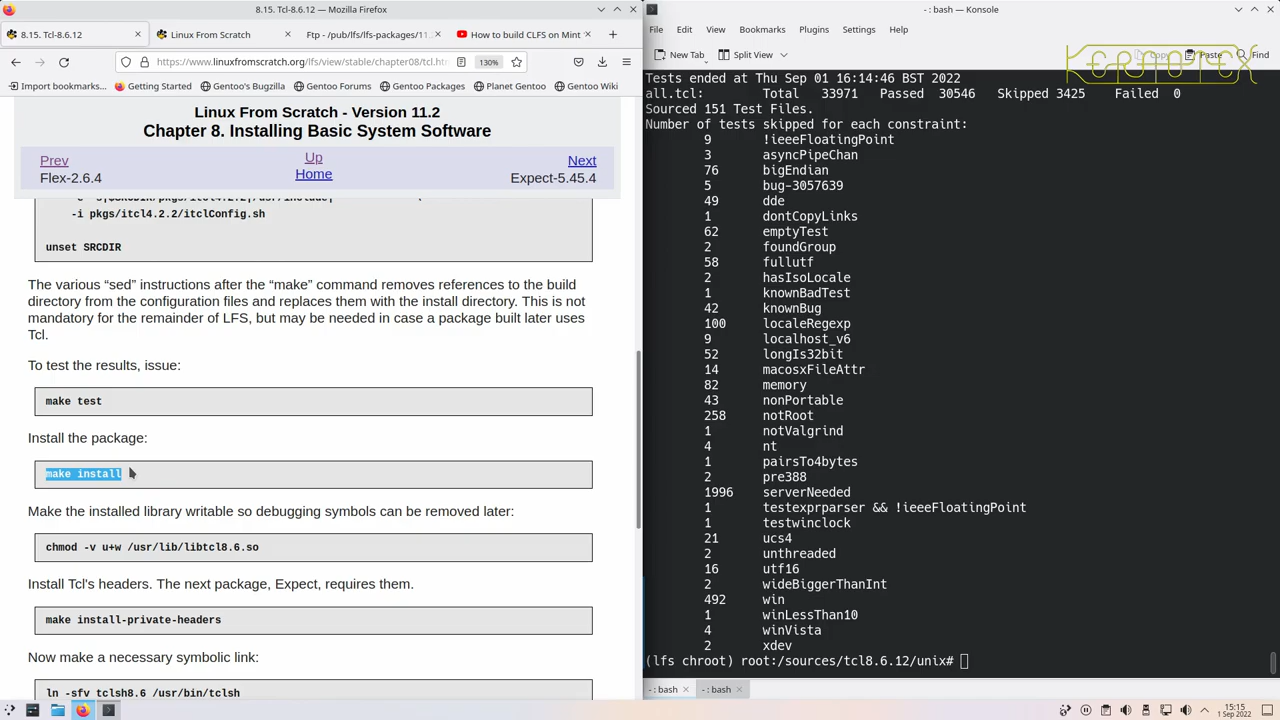 8.15. Tcl-8.6.12 — Mozilla Firefox
8.15. Tcl-8.6.12
Linux From Scratch
Ftp - /pub/lfs/lfs-packages/11.
How to build CLFS on Mint
https://www.linuxfromscratch.org/lfs/view/stable/chapter08/tcl.ht
80%
Import bookmarks...
Getting Started
Gentoo's Bugzilla
Gentoo Forums
Gentoo Packages
Planet Gentoo
Gentoo Wiki
Linux From Scratch - Version 11.2
Chapter 8. Installing Basic System Software
Prev
Up
Next
Flex-2.6.4
Home
Expect-5.45.4
-i pkgs/itcl4.2.2/itclConfig.sh
unset SRCDIR
The various “sed” instructions after the “make” command removes references to the build
directory from the configuration files and replaces them with the install directory. This is not
mandatory for the remainder of LFS, but may be needed in case a package built later uses
Tcl.
To test the results, issue:
make test
Install the package:
make install
Make the installed library writable so debugging symbols can be removed later:
chmod -v u+w /usr/lib/libtcl8.6.so
Install Tcl's headers. The next package, Expect, requires them.
make install-private-headers
Now make a necessary symbolic link:
ln -sfv tclsh8.6 /usr/bin/tclsh
- : bash — Konsole
File Edit View Bookmarks Plugins Settings Help
New Tab
Split View
Copy
Paste
Find
KERNOTEX
Tests ended at Thu Sep 01 16:14:46 BST 2022
all.tcl: Total 33971 Passed 30546 Skipped 3425 Failed 0
Sourced 151 Test Files.
Number of tests skipped for each constraint:
9 !ieeeFloatingPoint
3 asyncPipeChan
76 bigEndian
5 bug-3057639
49 dde
1 dontCopyLinks
62 emptyTest
2 foundGroup
58 fullutf
2 hasIsoLocale
1 knownBadTest
42 knownBug
100 localeRegexp
9 localhost_v6
52 longIs32bit
14 macosxFileAttr
82 memory
43 nonPortable
258 notRoot
1 notValgrind
4 nt
1 pairsTo4bytes
2 pre388
1996 serverNeeded
1 testexprparser && !ieeeFloatingPoint
1 testwinclock
21 ucs4
2 unthreaded
16 utf16
2 wideBiggerThanInt
492 win
1 winLessThan10
4 winVista
2 xdev
(lfs chroot) root:/sources/tcl8.6.12/unix#
- : bash
- : bash
15:15
1 Sep 2022